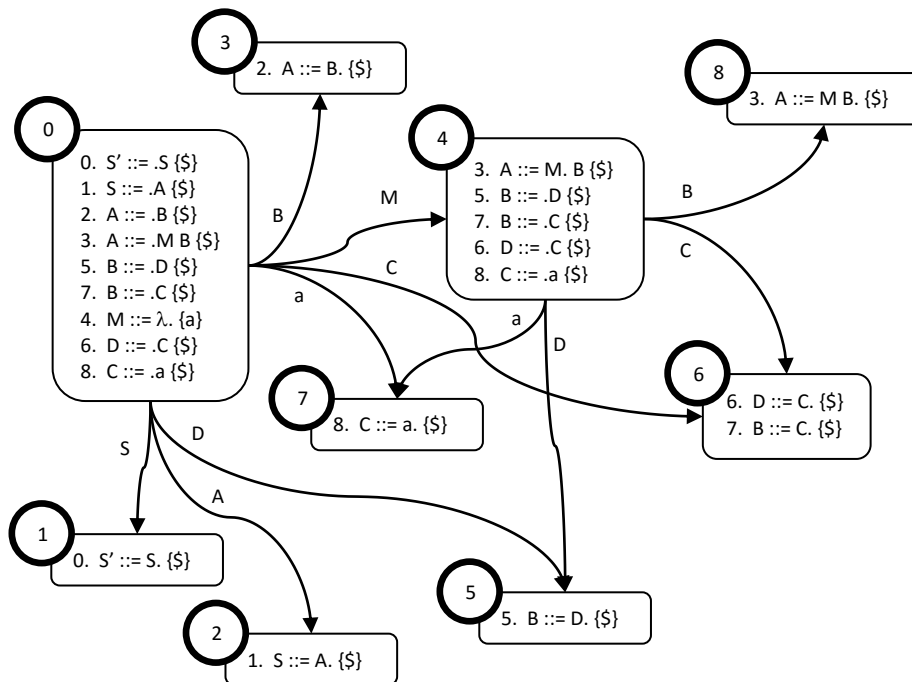 3
2. A ::= B. {$}
8
3. A ::= M B. {$}
0
0. S’ ::= .S {$}
1. S ::= .A {$}
2. A ::= .B {$}
3. A ::= .M B {$}
5. B ::= .D {$}
7. B ::= .C {$}
4. M ::= λ. {a}
6. D ::= .C {$}
8. C ::= .a {$}
4
3. A ::= M. B {$}
5. B ::= .D {$}
7. B ::= .C {$}
6. D ::= .C {$}
8. C ::= .a {$}
B
M
C
a
B
C
a
D
7
8. C ::= a. {$}
6
6. D ::= C. {$}
7. B ::= C. {$}
S
D
A
1
0. S’ ::= S. {$}
5
5. B ::= D. {$}
2
1. S ::= A. {$}